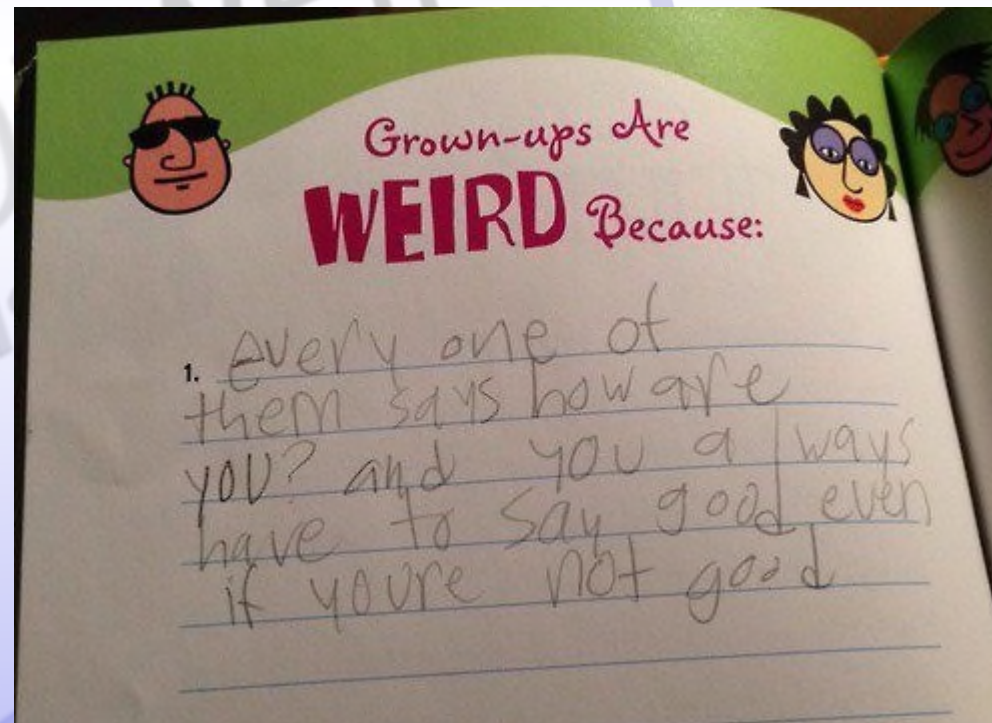 Grown-ups Are
WEIRD Because:
1. every one of
them says how are
you? and you always
have to say good even
if youre not good